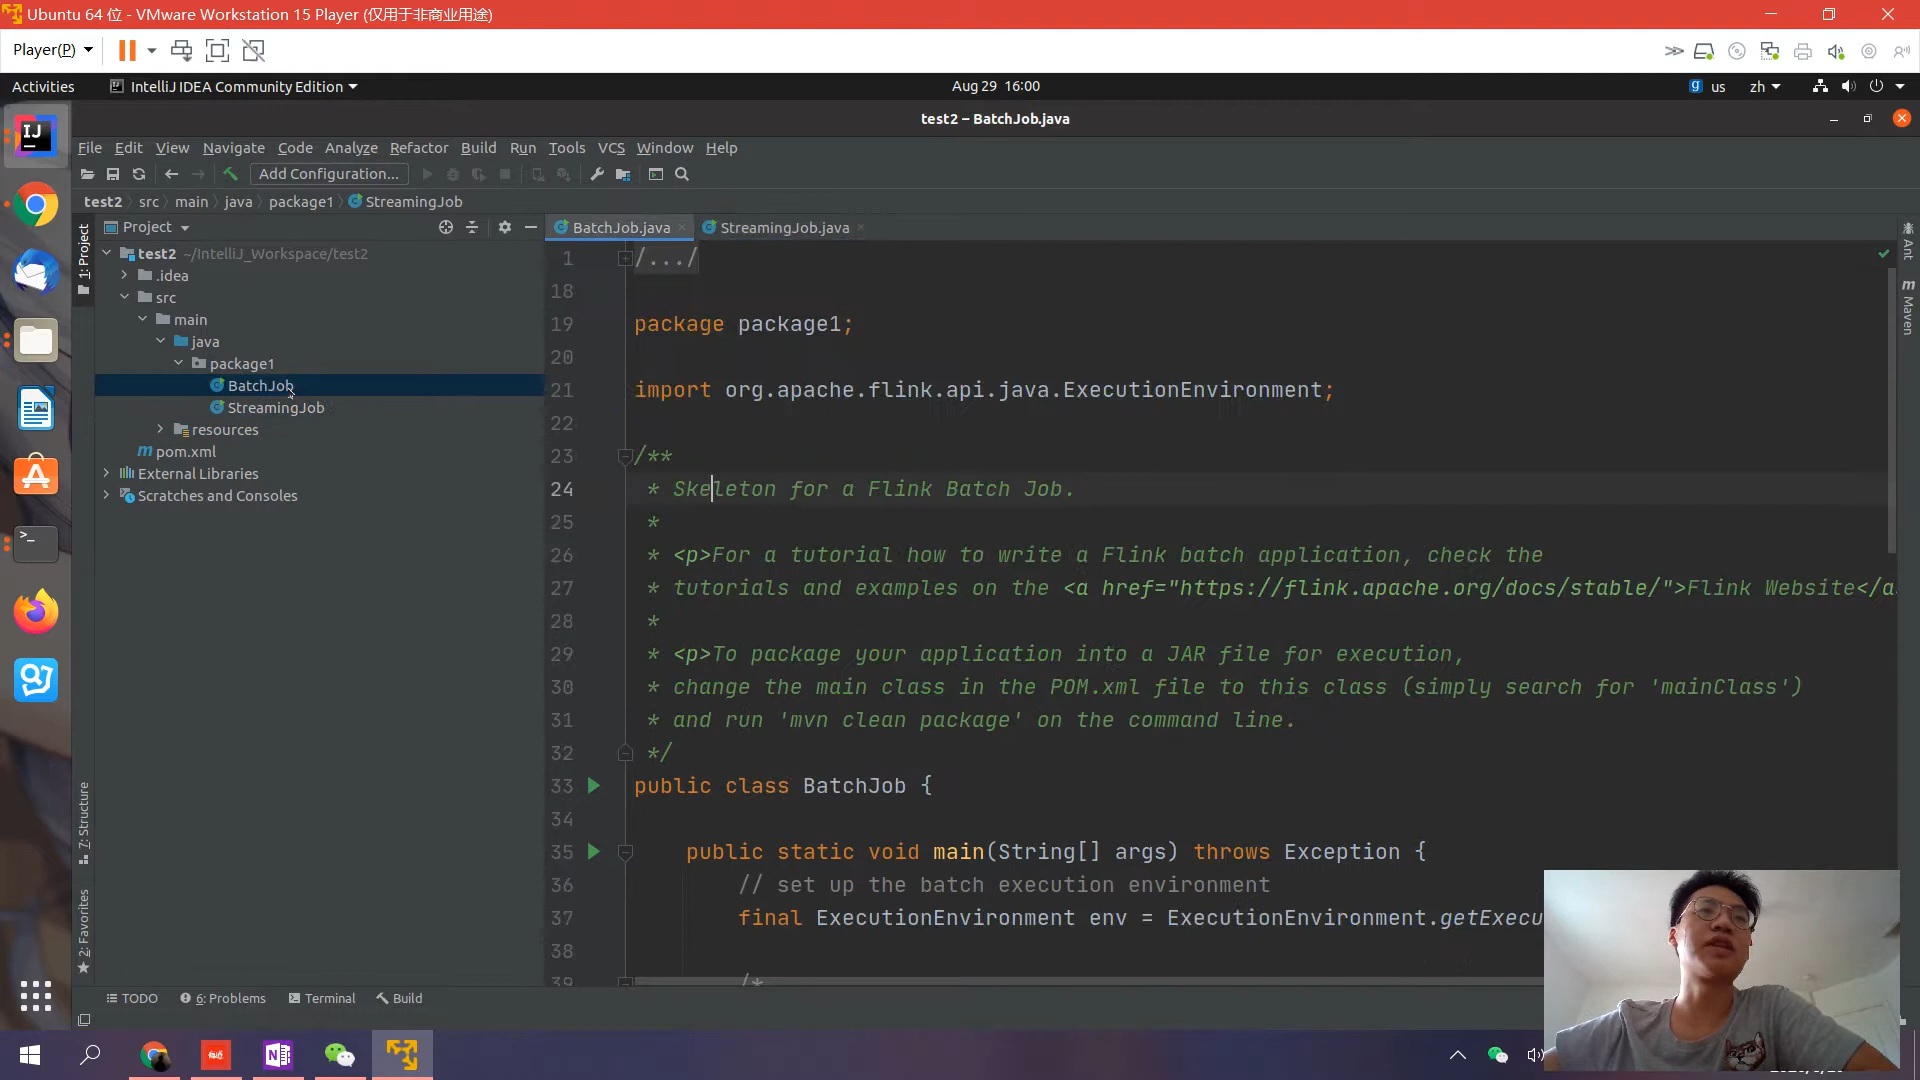 Ubuntu 64 位 - VMware Workstation 15 Player (仅用于非商业用途)
Player(P)
Activities
IntelliJ IDEA Community Edition
Aug 29 16:00
us
zh
test2 – BatchJob.java
File Edit View Navigate Code Analyze Refactor Build Run Tools VCS Window Help
Add Configuration...
test2 src main java package1 StreamingJob
1: Project
Project
BatchJob.java
StreamingJob.java
test2 ~/IntelliJ_Workspace/test2
.idea
src
main
java
package1
BatchJob
StreamingJob
resources
pom.xml
External Libraries
Scratches and Consoles
7: Structure
2: Favorites
1 /.../
18
19 package package1;
20
21 import org.apache.flink.api.java.ExecutionEnvironment;
22
23 /**
24 * Skeleton for a Flink Batch Job.
25 *
26 * <p>For a tutorial how to write a Flink batch application, check the
27 * tutorials and examples on the <a href="https://flink.apache.org/docs/stable/">Flink Website</a
28 *
29 * <p>To package your application into a JAR file for execution,
30 * change the main class in the POM.xml file to this class (simply search for 'mainClass')
31 * and run 'mvn clean package' on the command line.
32 */
33 public class BatchJob {
34
35 public static void main(String[] args) throws Exception {
36 // set up the batch execution environment
37 final ExecutionEnvironment env = ExecutionEnvironment.getExecu
38
39 /*
Ant
Maven
TODO
6: Problems
Terminal
Build